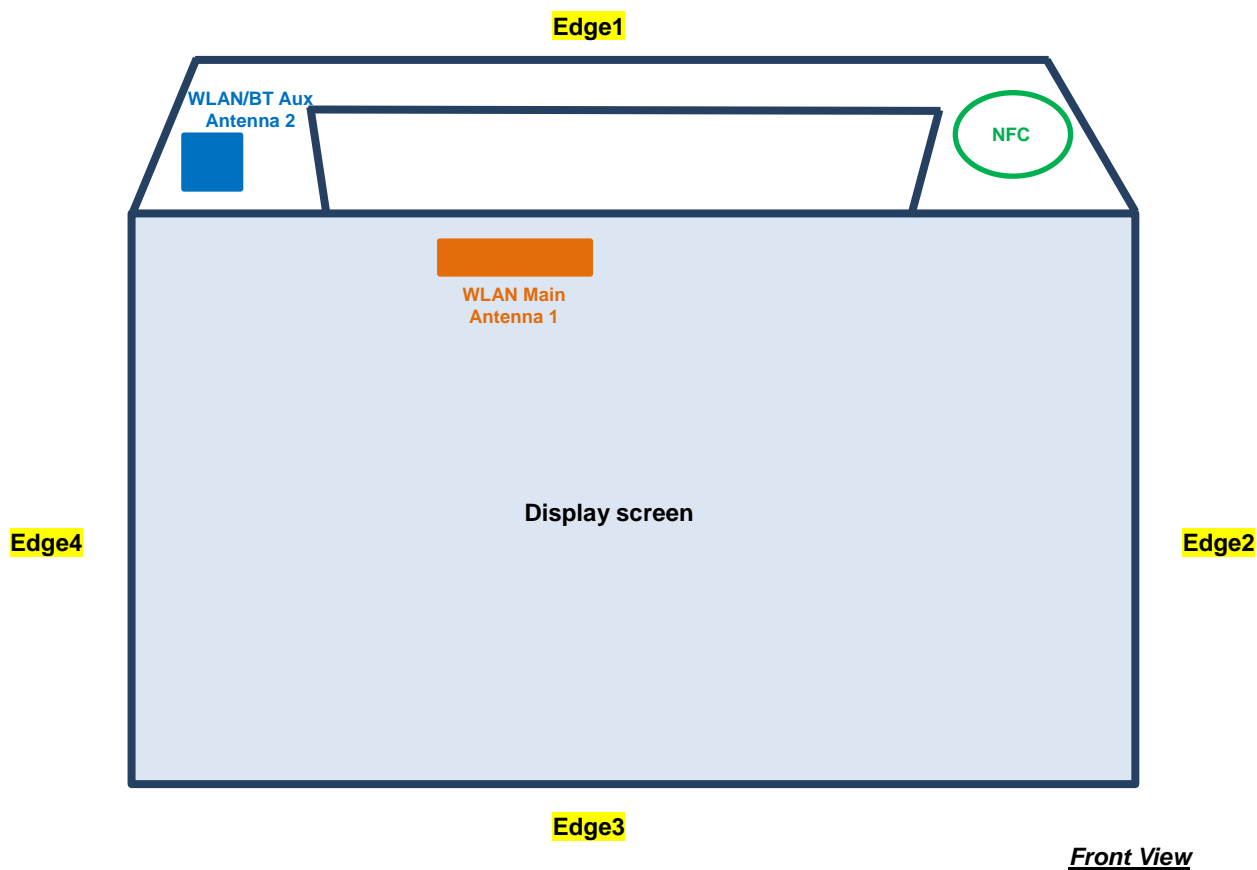 Edge1
WLAN/BT Aux
Antenna 2
NFC
WLAN Main
Antenna 1
Display screen
Edge4
Edge2
Edge3
Front View